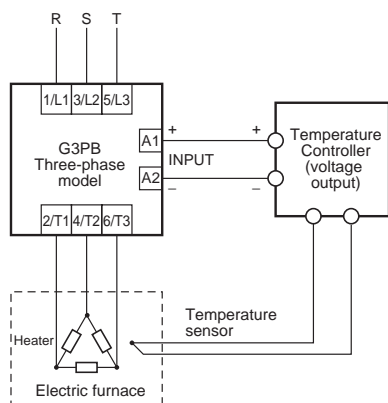 R S T
1/L1 3/L2 5/L3
G3PB
Three-phase
model
A1
A2
+
INPUT
–
+
–
Temperature
Controller
(voltage
output)
2/T1 4/T2 6/T3
Heater
Temperature
sensor
Electric furnace